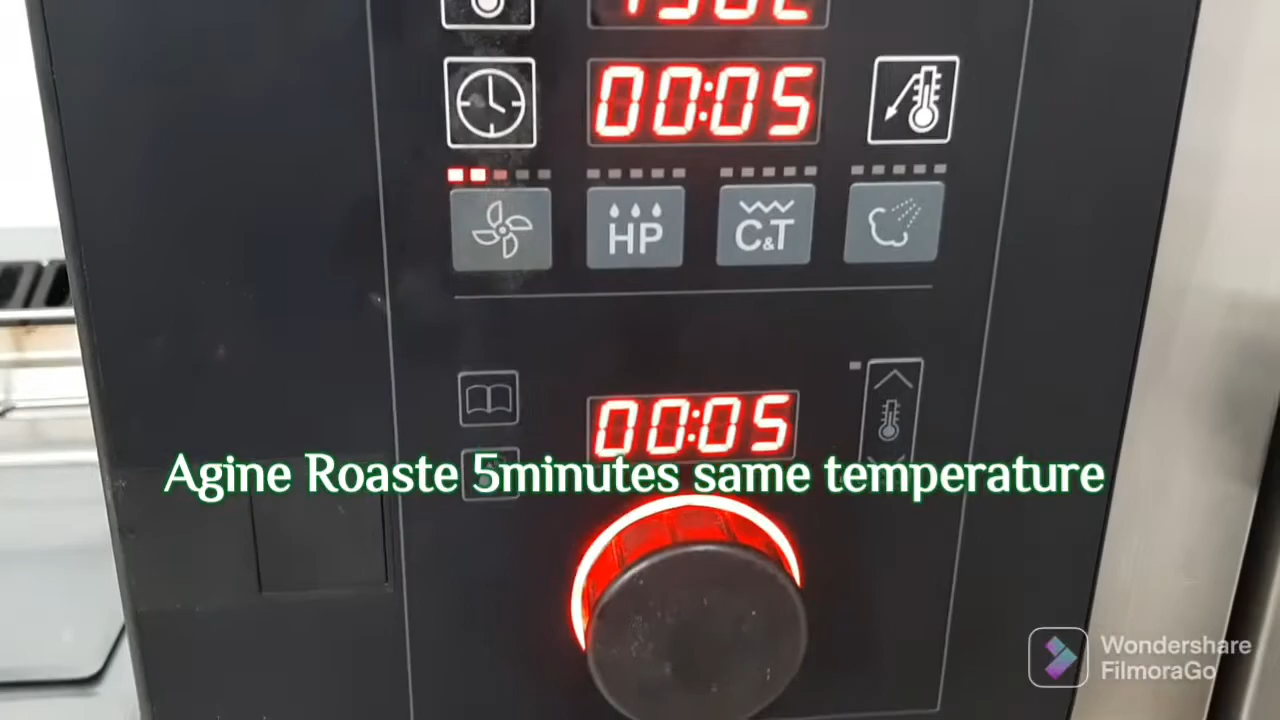 00:05
HP
C&T
00:05
Agine Roaste 5minutes same temperature
Wondershare
FilmoraGo